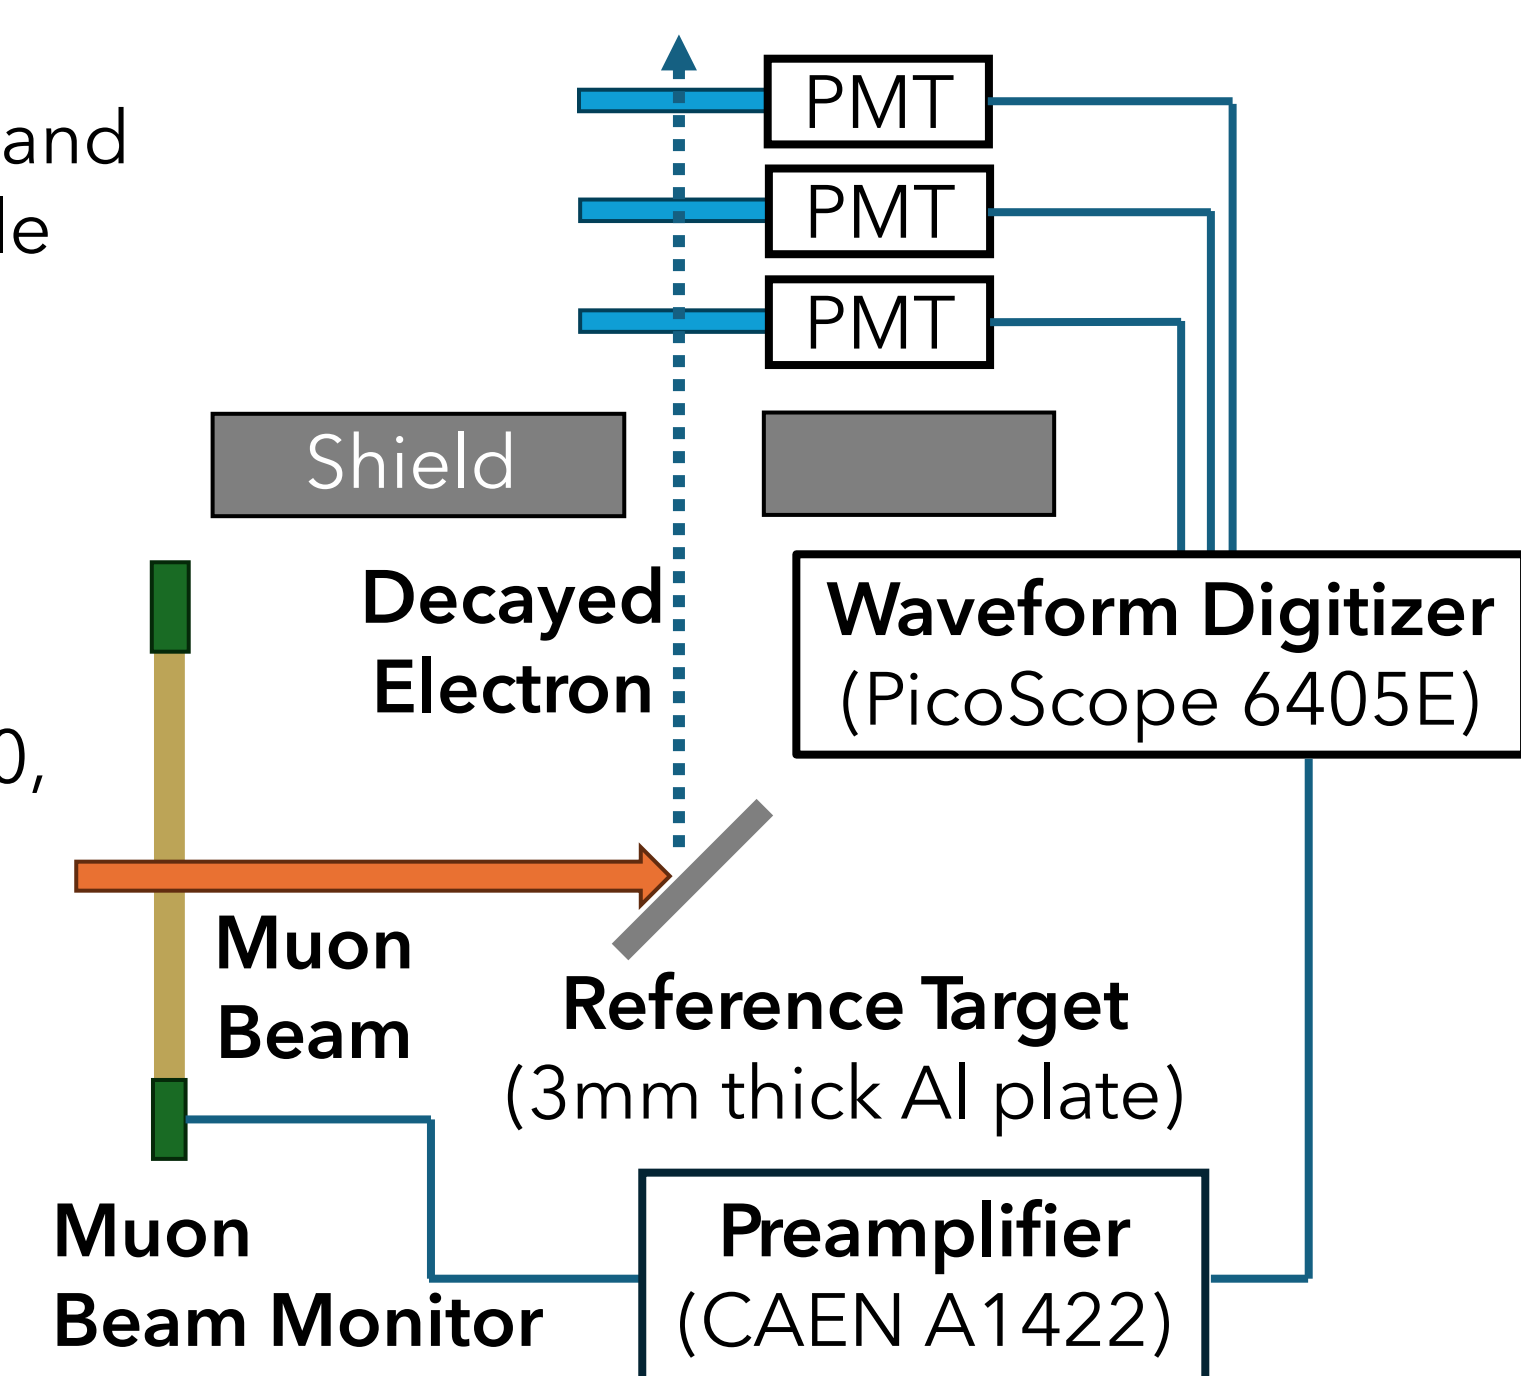 and
le
0,
PMT
PMT
PMT
Shield
Decayed
Electron
Waveform Digitizer
(PicoScope 6405E)
Muon
Beam
Reference Target
(3mm thick Al plate)
Muon
Beam Monitor
Preamplifier
(CAEN A1422)